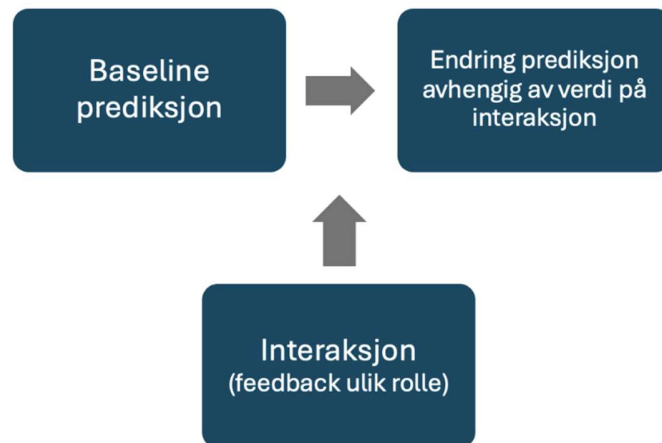 Baseline
prediksjon
Endring prediksjon
avhengig av verdi på
interaksjon
Interaksjon
(feedback ulik rolle)